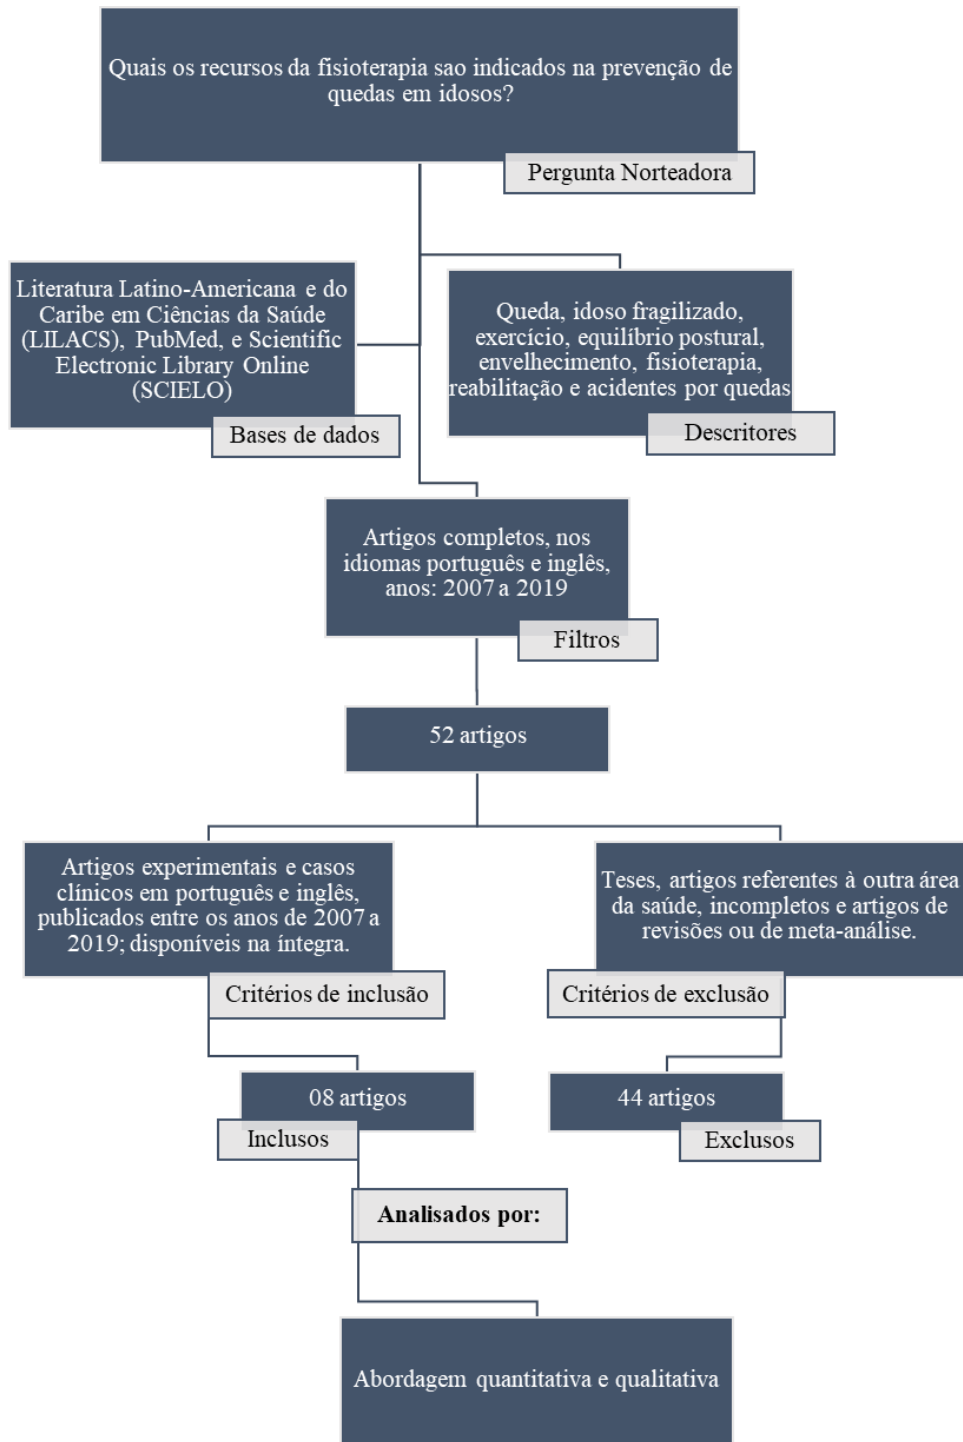 Quais os recursos da fisioterapia sao indicados na prevenção de
quedas em idosos?
Pergunta Norteadora
Literatura Latino-Americana e do
Caribe em Ciências da Saúde
(LILACS), PubMed, e Scientific
Electronic Library Online
(SCIELO)
Bases de dados
Queda, idoso fragilizado,
exercício, equilíbrio postural,
envelhecimento, fisioterapia,
reabilitação e acidentes por quedas
Descritores
Artigos completos, nos
idiomas português e inglês,
anos: 2007 a 2019
Filtros
52 artigos
Artigos experimentais e casos
clínicos em português e inglês,
publicados entre os anos de 2007 a
2019; disponíveis na íntegra.
Critérios de inclusão
Teses, artigos referentes à outra área
da saúde, incompletos e artigos de
revisões ou de meta-análise.
Critérios de exclusão
08 artigos
Inclusos
44 artigos
Exclusos
Analisados por:
Abordagem quantitativa e qualitativa